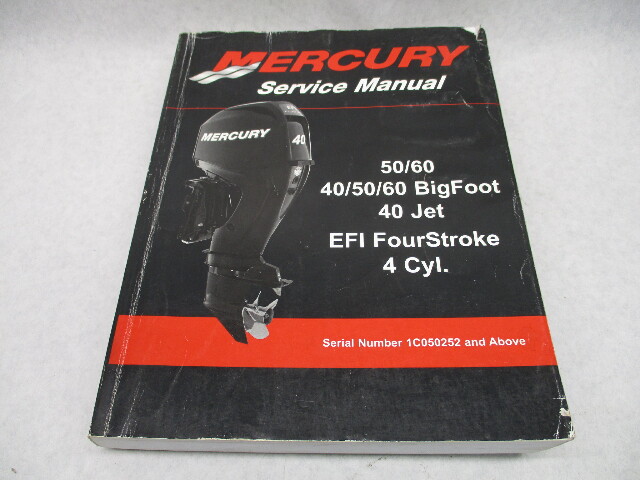 MERCURY
Service Manual
MERCURY
40
50/60
40/50/60 BigFoot
40 Jet
EFI FourStroke
4 Cyl.
Serial Number 1C050252 and Above